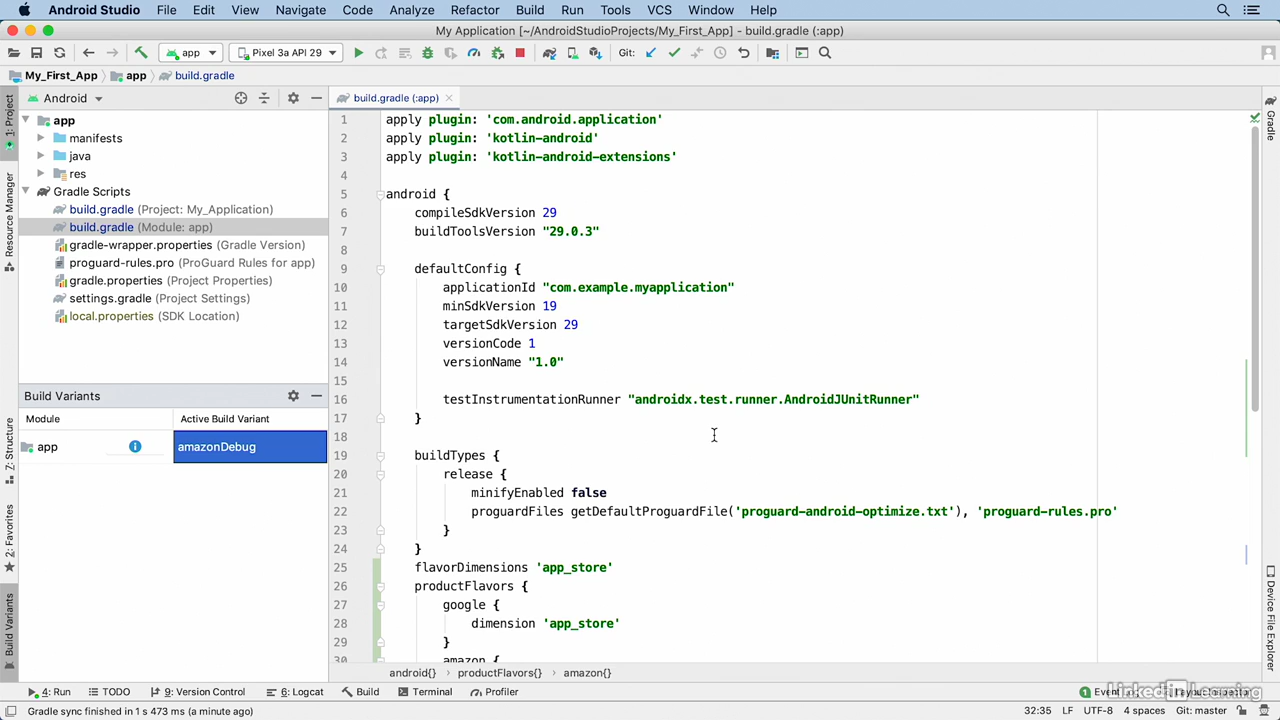 Android Studio File Edit View Navigate Code Analyze Refactor Build Run Tools VCS Window Help
My Application [~/AndroidStudioProjects/My_First_App] - build.gradle (:app)
app Pixel 3a API 29 Git:
My_First_App app build.gradle
Android build.gradle (:app)
1: Project
Resource Manager
Z: Structure
2: Favorites
Build Variants
app
manifests
java
res
Gradle Scripts
build.gradle (Project: My_Application)
build.gradle (Module: app)
gradle-wrapper.properties (Gradle Version)
proguard-rules.pro (ProGuard Rules for app)
gradle.properties (Project Properties)
settings.gradle (Project Settings)
local.properties (SDK Location)
Build Variants
Module Active Build Variant
app amazonDebug
1 apply plugin: 'com.android.application'
2 apply plugin: 'kotlin-android'
3 apply plugin: 'kotlin-android-extensions'
4
5 android {
6 compileSdkVersion 29
7 buildToolsVersion "29.0.3"
8
9 defaultConfig {
10 applicationId "com.example.myapplication"
11 minSdkVersion 19
12 targetSdkVersion 29
13 versionCode 1
14 versionName "1.0"
15
16 testInstrumentationRunner "androidx.test.runner.AndroidJUnitRunner"
17 }
18
19 buildTypes {
20 release {
21 minifyEnabled false
22 proguardFiles getDefaultProguardFile('proguard-android-optimize.txt'), 'proguard-rules.pro'
23 }
24 }
25 flavorDimensions 'app_store'
26 productFlavors {
27 google {
28 dimension 'app_store'
29 }
30 amazon {
android{} productFlavors{} amazon{}
Gradle
Device File Explorer
4: Run TODO 9: Version Control 6: Logcat Build Terminal Profiler 1 Event
LinkedIn Learning
Gradle sync finished in 1 s 473 ms (a minute ago) 32:35 LF UTF-8 4 spaces Git: master